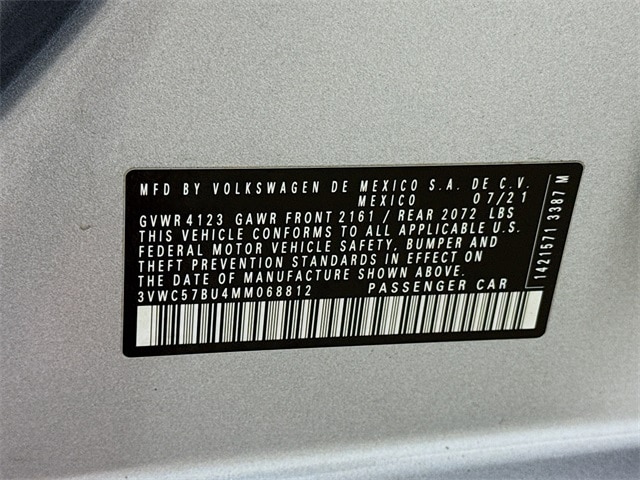 MFD BY VOLKSWAGEN DE MEXICO S.A. DE C.V.
MEXICO 07/21
GVWR 4123 GAWR FRONT 2161 / REAR 2072 LBS
THIS VEHICLE CONFORMS TO ALL APPLICABLE U.S.
FEDERAL MOTOR VEHICLE SAFETY, BUMPER AND
THEFT PREVENTION STANDARDS IN EFFECT ON
THE DATE OF MANUFACTURE SHOWN ABOVE.
3VWC57BU4MM068812 PASSENGER CAR
1421571 3387 M